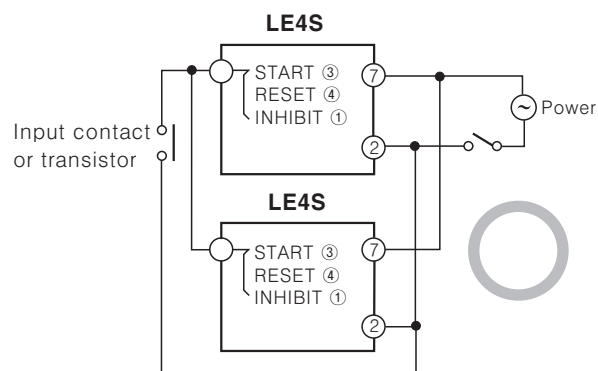 LE4S
START ③
RESET ④
INHIBIT ①
7
2
Power
Input contact
or transistor
LE4S
START ③
RESET ④
INHIBIT ①
7
2